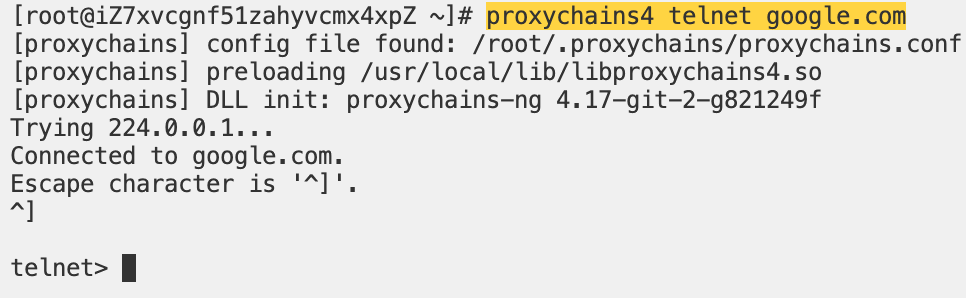 [root@iZ7xvcgnf51zahyvcmx4xpZ ~]# proxychains4 telnet google.com
[proxychains] config file found: /root/.proxychains/proxychains.conf
[proxychains] preloading /usr/local/lib/libproxychains4.so
[proxychains] DLL init: proxychains-ng 4.17-git-2-g821249f
Trying 224.0.0.1...
Connected to google.com.
Escape character is '^]'.
^]
telnet>